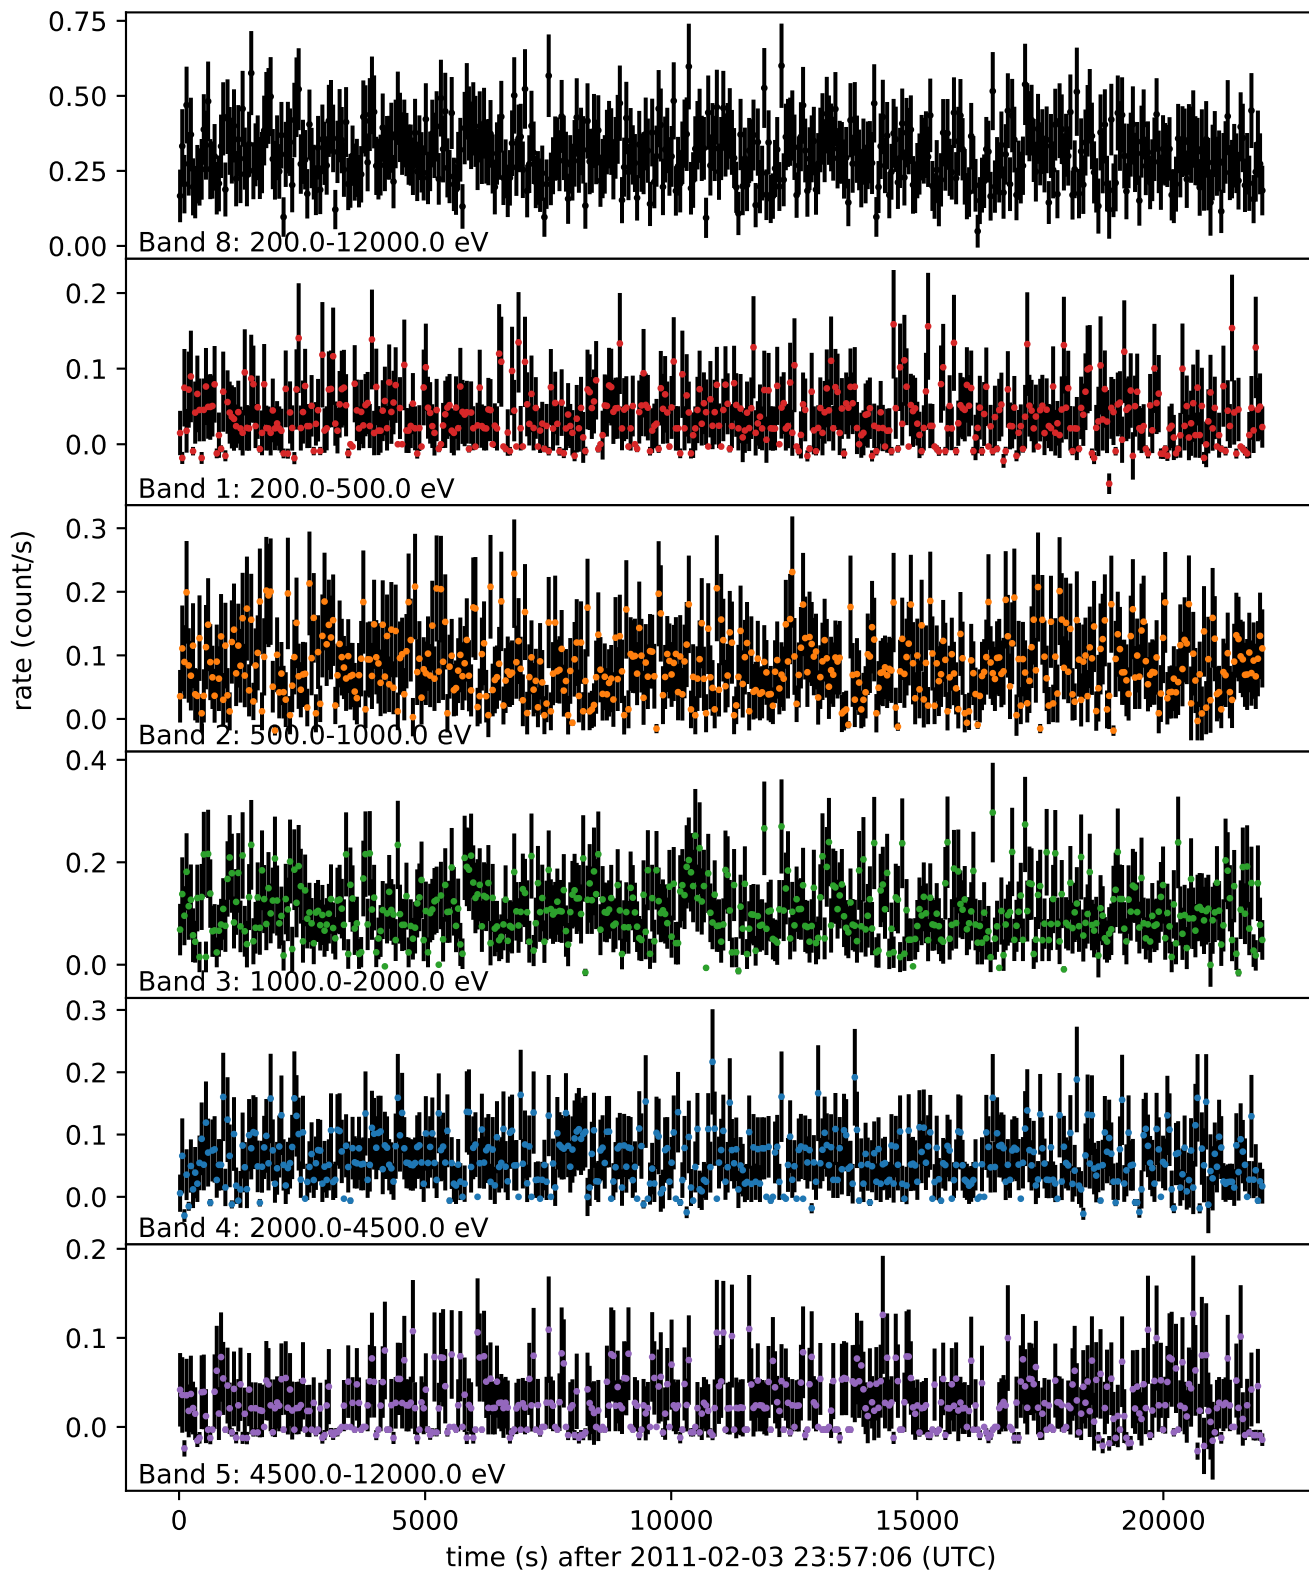 0.75
0.50
0.25
0.00
Band 8: 200.0-12000.0 eV
0.2
0.1
0.0
Band 1: 200.0-500.0 eV
rate (count/s)
0.3
0.2
0.1
0.0
Band 2: 500.0-1000.0 eV
0.4
0.2
0.0
Band 3: 1000.0-2000.0 eV
0.3
0.2
0.1
0.0
Band 4: 2000.0-4500.0 eV
0.2
0.1
0.0
Band 5: 4500.0-12000.0 eV
0 5000 10000 15000 20000
time (s) after 2011-02-03 23:57:06 (UTC)